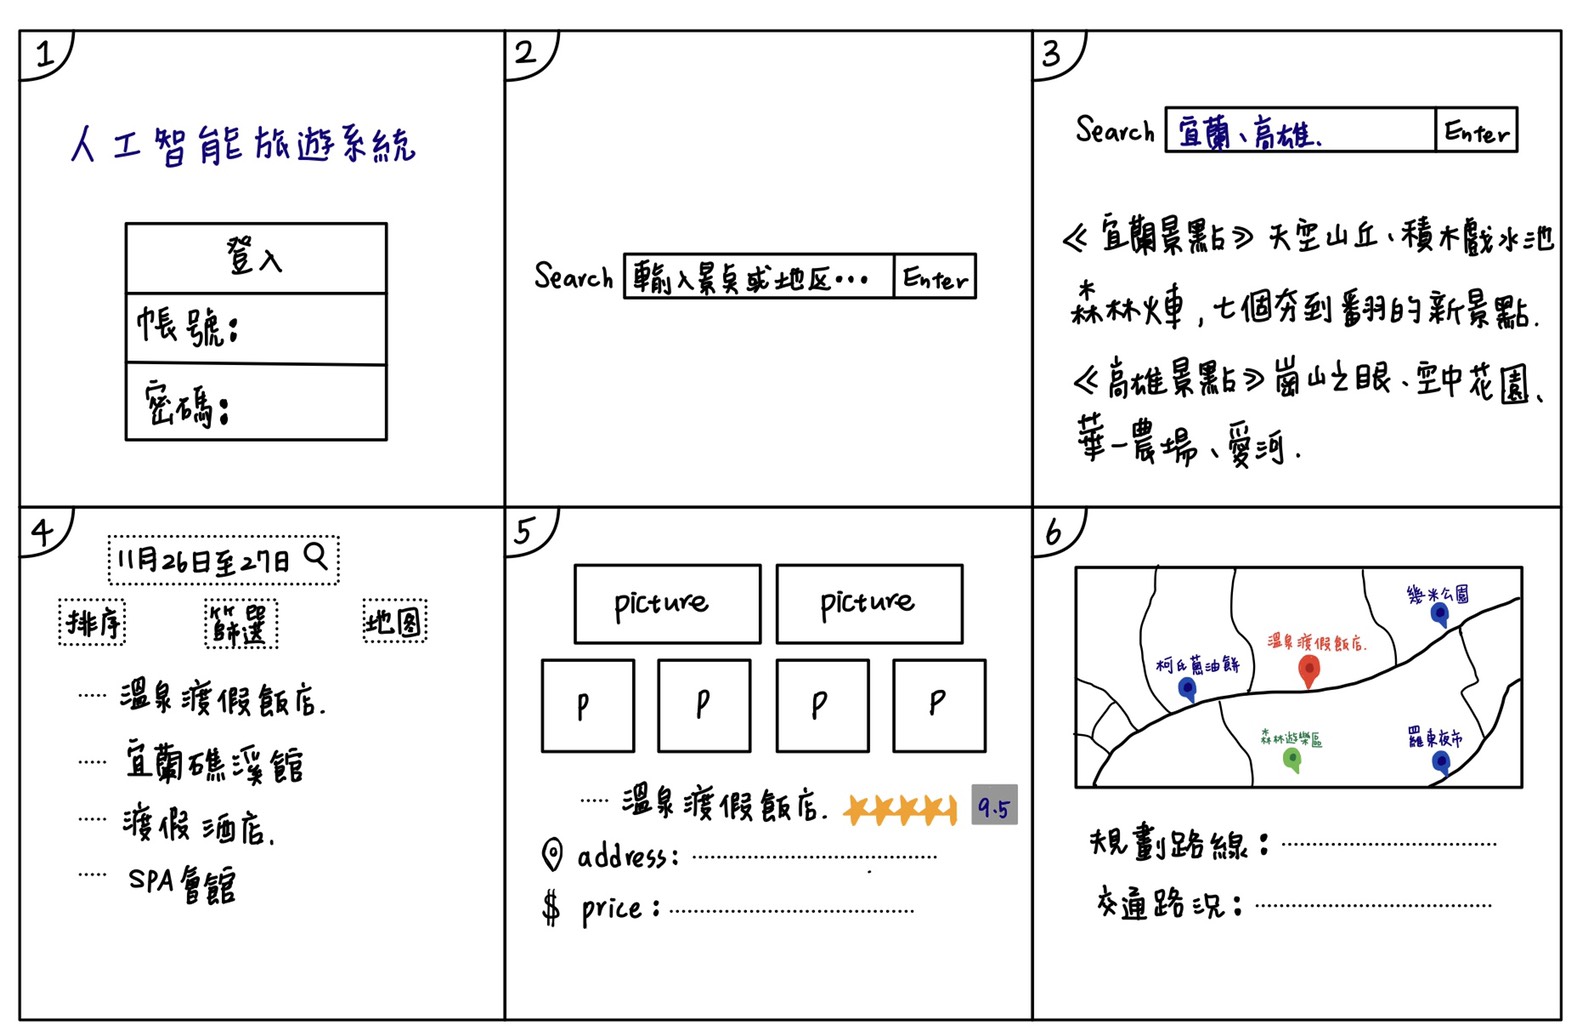 1
人工智能旅遊系統
登入
帳號:
密碼:
2
Search 輸入景点或地区... Enter
3
Search 宜蘭、高雄. Enter
《宜蘭景點》天空山丘、積木戲水池
森林火車,七個夯到翻的新景點.
《高雄景點》崗山之眼、空中花園、
華一農場、愛河.
4
11月26日至27日
排序 篩選 地图
..... 溫泉渡假飯店.
..... 宜蘭礁溪館
..... 渡假酒店.
..... SPA會館
5
picture picture
P P P P
..... 溫泉渡假飯店. 9.5
address: ..............................
$ price: ..............................
6
幾米公園
溫泉渡假飯店.
柯氏蔥油餅
森林遊樂區
羅東夜市
規劃路線: ..............................
交通路況: ..............................